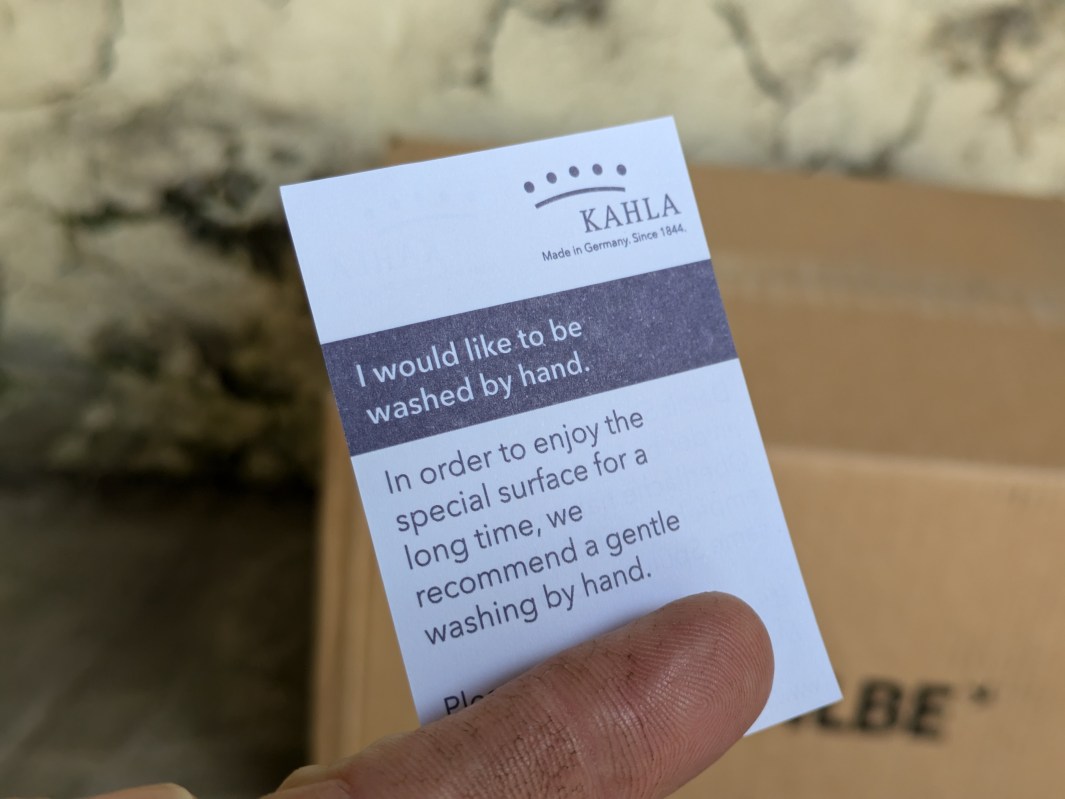 KAHLA
Made in Germany. Since 1844.
I would like to be
washed by hand.
In order to enjoy the
special surface for a
long time, we
recommend a gentle
washing by hand.